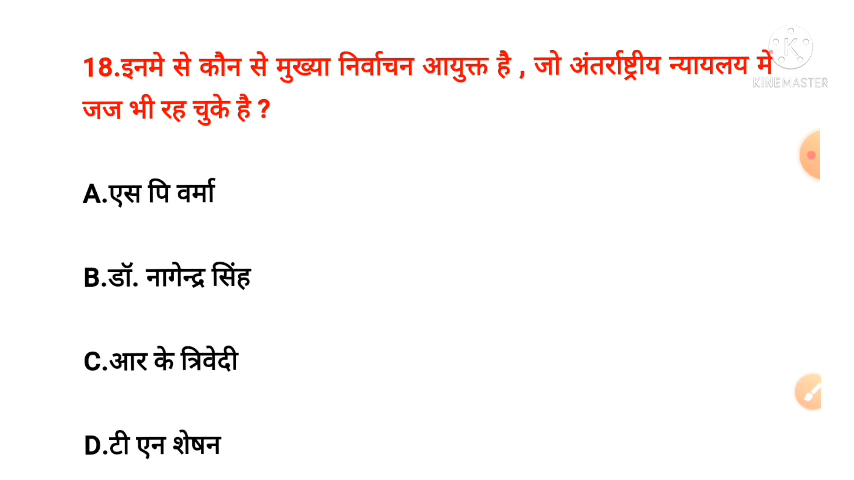 18.इनमे से कौन से मुख्या निर्वाचन आयुक्त है , जो अंतर्राष्ट्रीय न्यायलय में
जज भी रह चुके है ?
KINEMASTER
A.एस पि वर्मा
B.डॉ. नागेन्द्र सिंह
C.आर के त्रिवेदी
D.टी एन शेषन